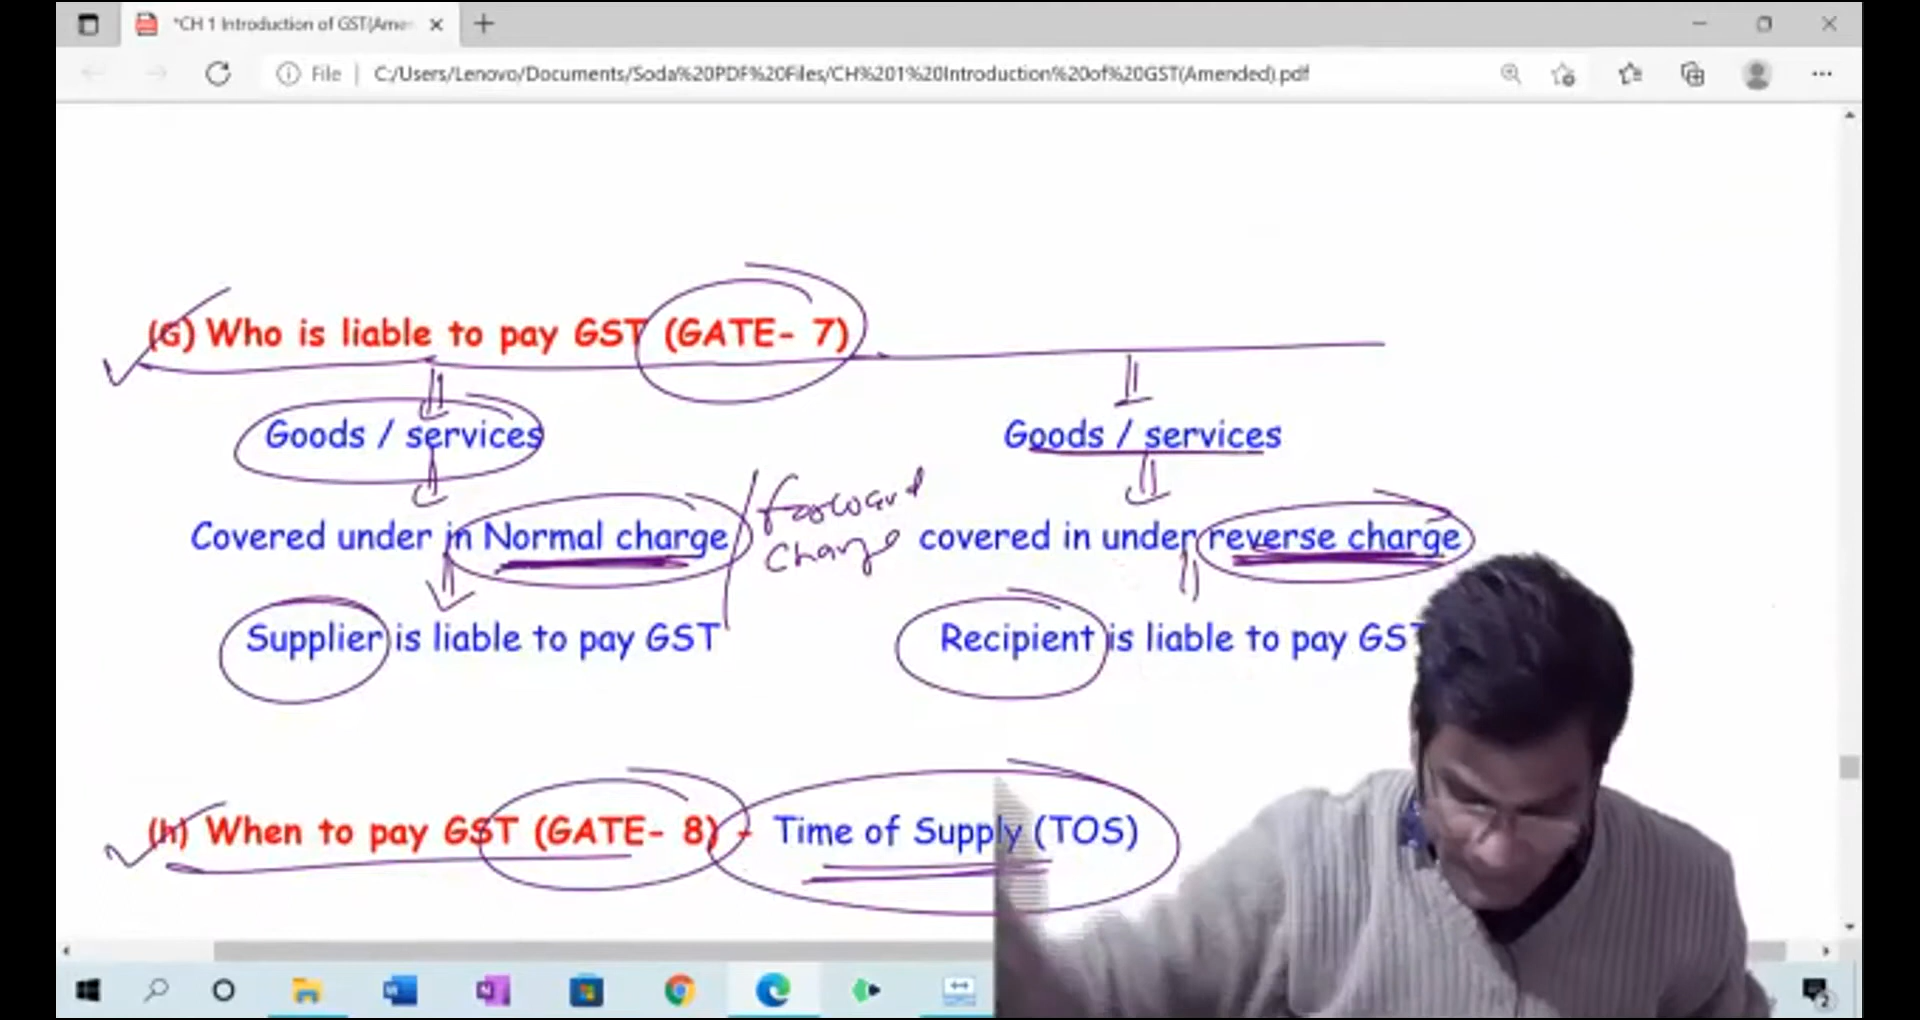 *CH 1 Introduction of GST(Ame
File | C:/Users/Lenovo/Documents/Soda%20PDF%20Files/CH%201%20Introduction%20of%20GST(Amended).pdf
(G) Who is liable to pay GST (GATE- 7)
Goods / services
Goods / services
Covered under in Normal charge
Forward
Charge
covered in under reverse charge
Supplier is liable to pay GST
Recipient is liable to pay GST
(h) When to pay GST (GATE- 8) - Time of Supply (TOS)
2